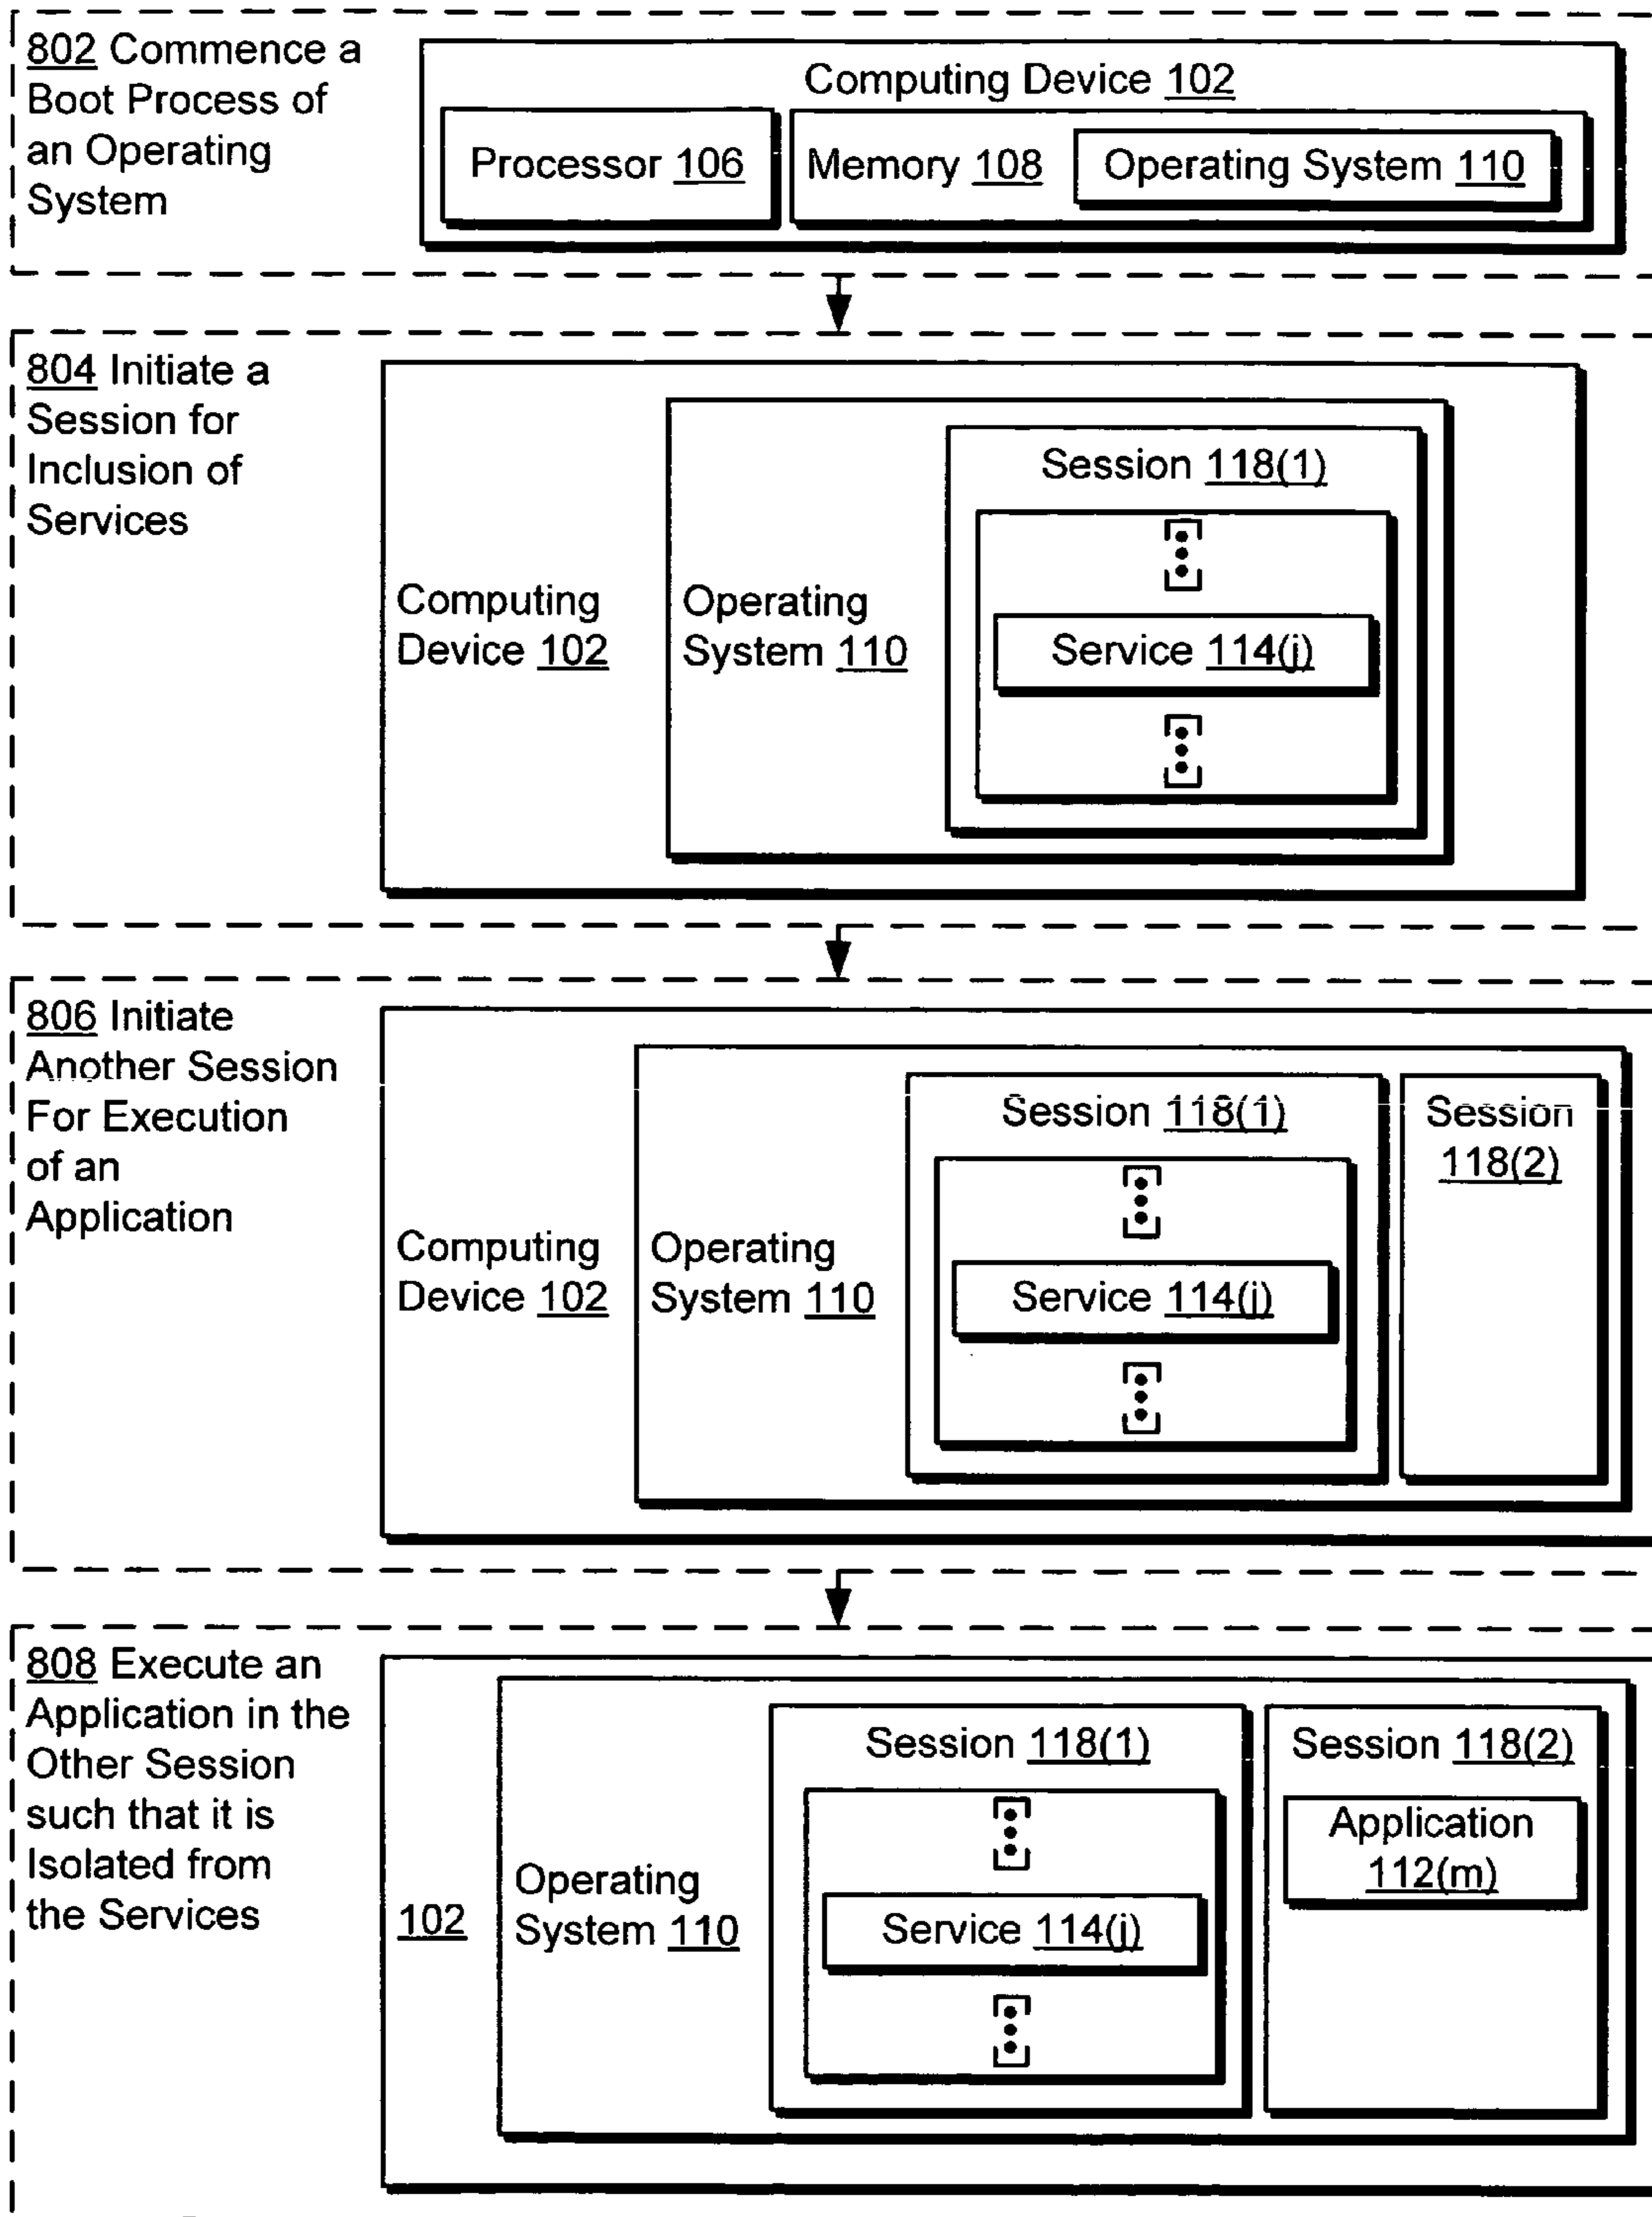 802 Commence a
Boot Process of
an Operating
System
Computing Device 102
Processor 106
Memory 108
Operating System 110
804 Initiate a
Session for
Inclusion of
Services
Computing
Device 102
Operating
System 110
Session 118(1)
Service 114(j)
806 Initiate
Another Session
For Execution
of an
Application
Computing
Device 102
Operating
System 110
Session 118(1)
Service 114(j)
Session
118(2)
808 Execute an
Application in the
Other Session
such that it is
Isolated from
the Services
102
Operating
System 110
Session 118(1)
Service 114(j)
Session 118(2)
Application
112(m)